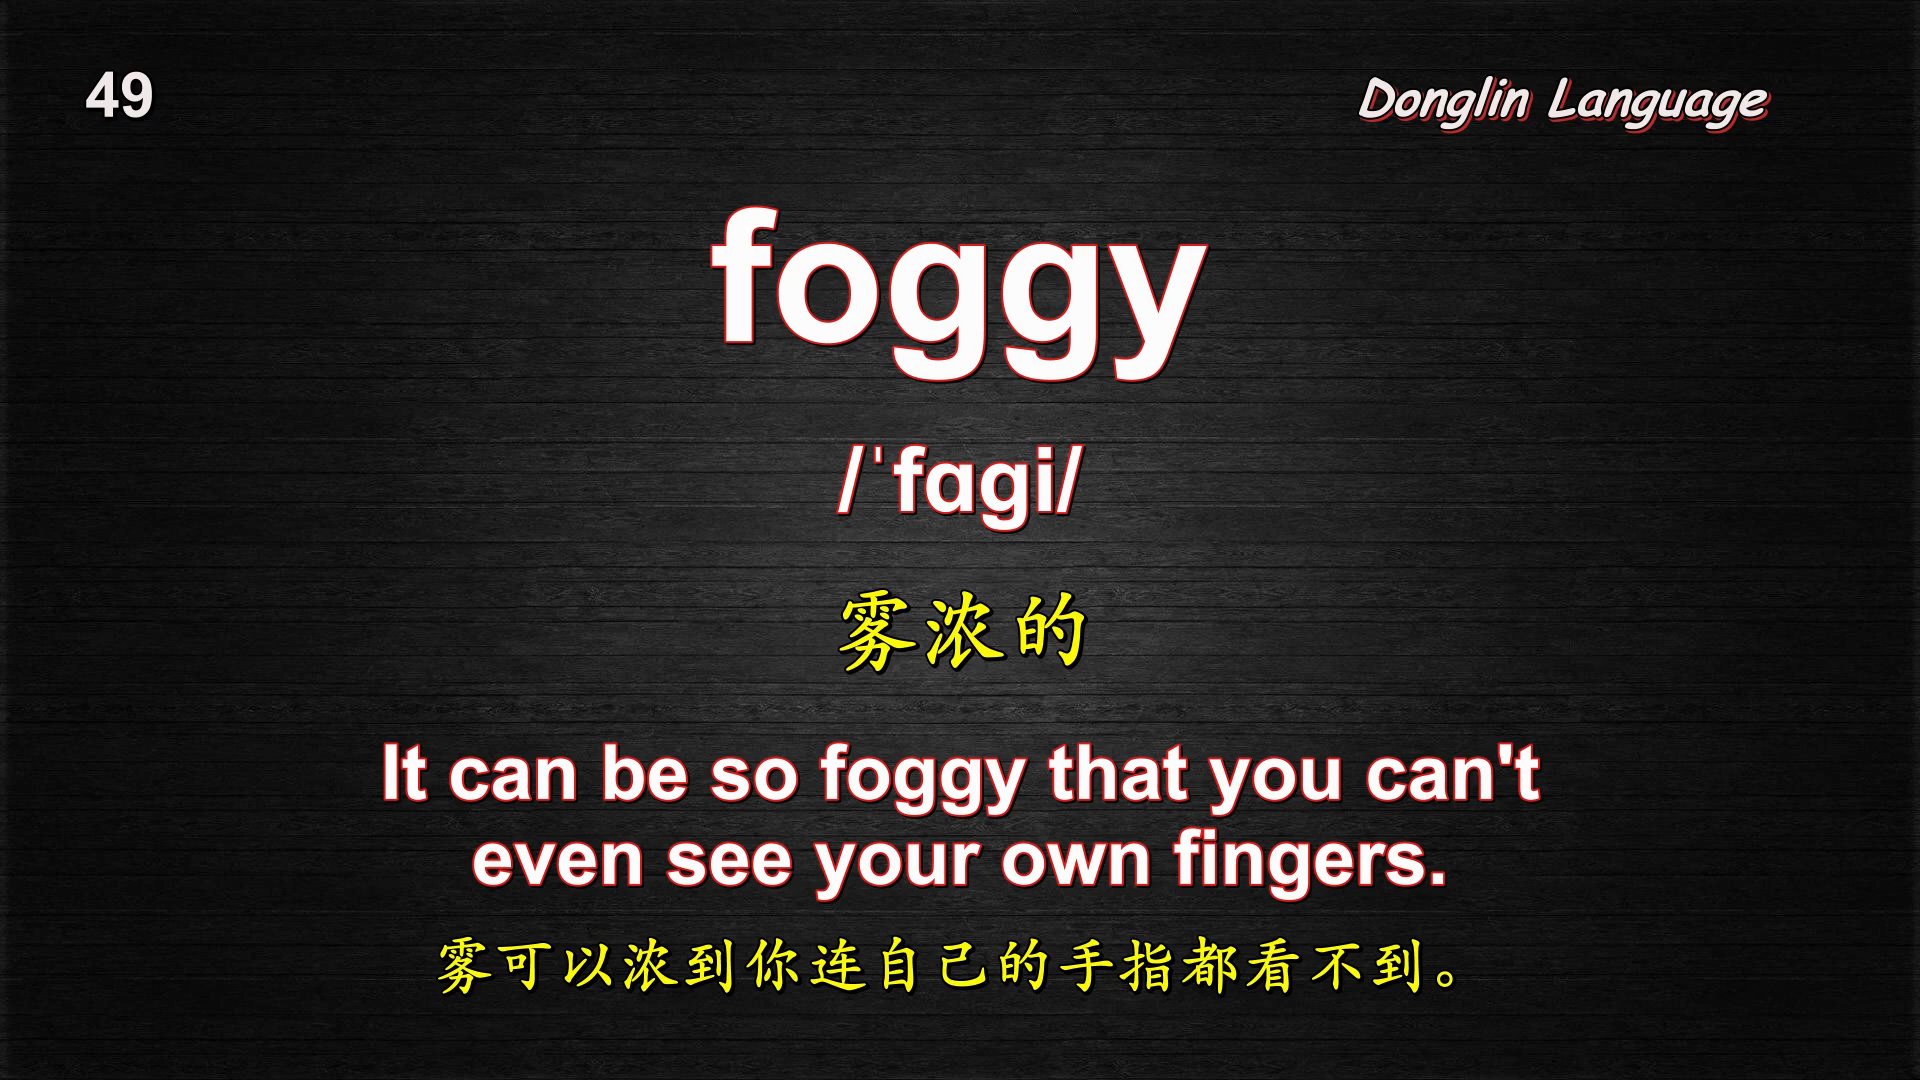 49
Donglin Language
foggy
/ˈfɑgi/
雾浓的
It can be so foggy that you can't
even see your own fingers.
雾可以浓到你连自己的手指都看不到。